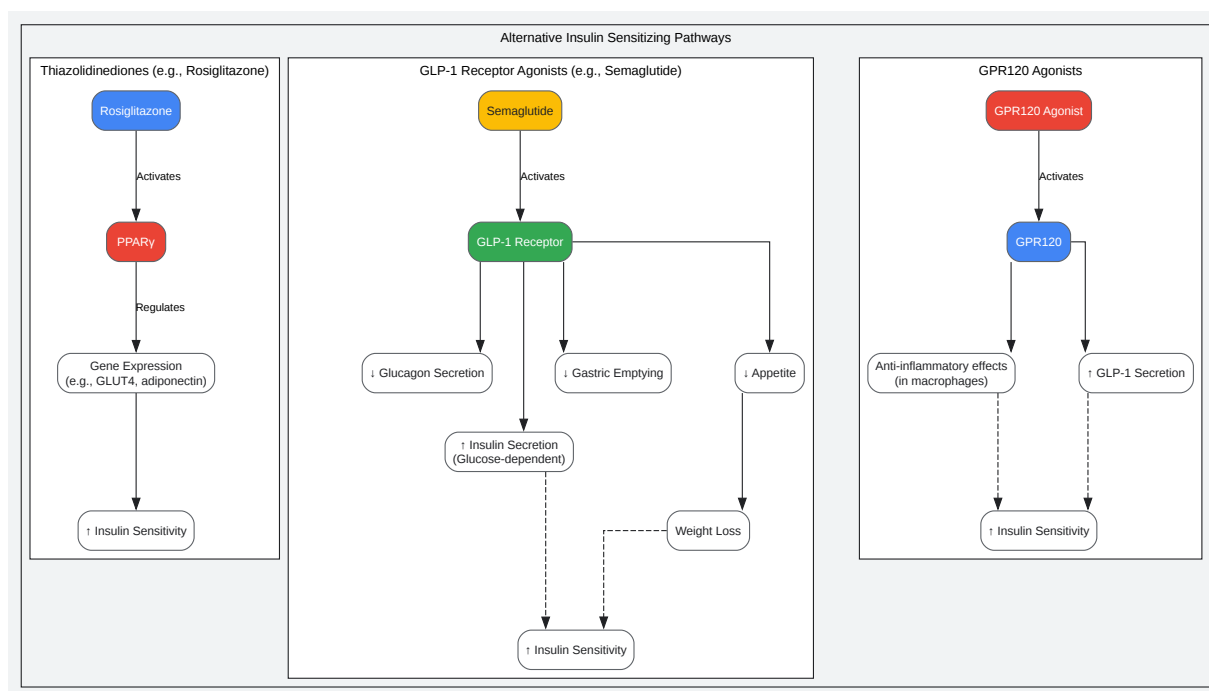 Alternative Insulin Sensitizing Pathways
Thiazolidinediones (e.g., Rosiglitazone)
Rosiglitazone
Activates
PPARγ
Regulates
Gene Expression
(e.g., GLUT4, adiponectin)
↑ Insulin Sensitivity
GLP-1 Receptor Agonists (e.g., Semaglutide)
Semaglutide
Activates
GLP-1 Receptor
↓ Glucagon Secretion
↓ Gastric Emptying
↓ Appetite
↑ Insulin Secretion
(Glucose-dependent)
Weight Loss
↑ Insulin Sensitivity
GPR120 Agonists
GPR120 Agonist
Activates
GPR120
Anti-inflammatory effects
(in macrophages)
↑ GLP-1 Secretion
↑ Insulin Sensitivity